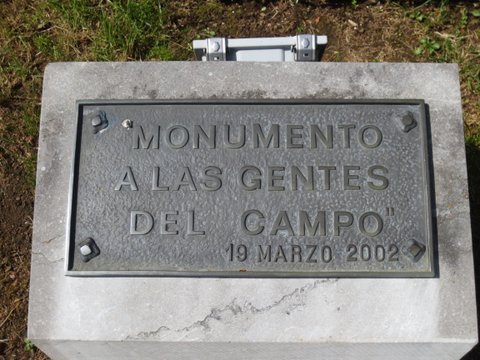 "MONUMENTO
A LAS GENTES
DEL CAMPO"
19 MARZO 2002